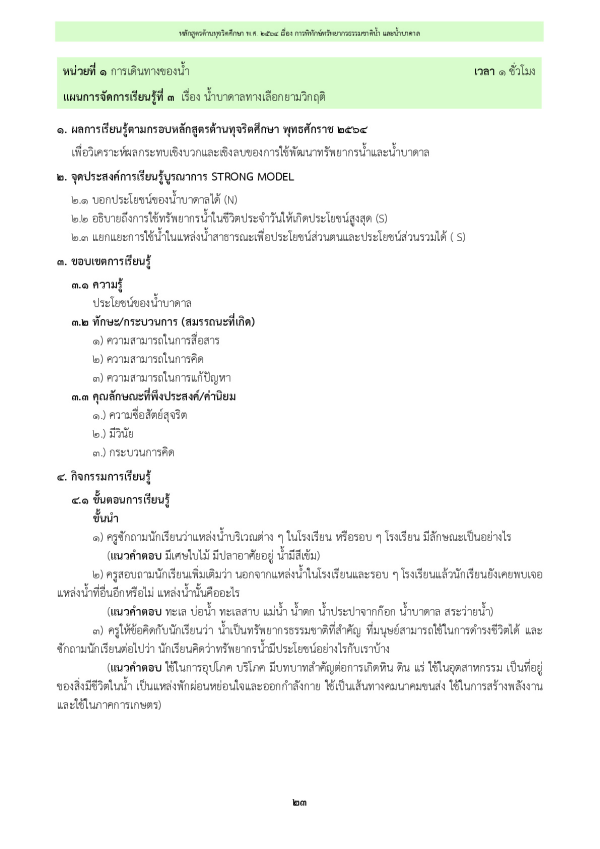 หลักสูตรต้านทุจริตศึกษา พ.ศ. ๒๕๖๔ เรื่อง การพิทักษ์ทรัพยากรธรรมชาติน้ำ และน้ำบาดาล
หน่วยที่ ๑ การเดินทางของน้ำ เวลา ๑ ชั่วโมง
แผนการจัดการเรียนรู้ที่ ๓ เรื่อง น้ำบาดาลทางเลือกยามวิกฤติ
๑. ผลการเรียนรู้ตามกรอบหลักสูตรต้านทุจริตศึกษา พุทธศักราช ๒๕๖๔
เพื่อวิเคราะห์ผลกระทบเชิงบวกและเชิงลบของการใช้พัฒนาทรัพยากรน้ำและน้ำบาดาล
๒. จุดประสงค์การเรียนรู้บูรณาการ STRONG MODEL
๒.๑ บอกประโยชน์ของน้ำบาดาลได้ (N)
๒.๒ อธิบายถึงการใช้ทรัพยากรน้ำในชีวิตประจำวันให้เกิดประโยชน์สูงสุด (S)
๒.๓ แยกแยะการใช้น้ำในแหล่งน้ำสาธารณะเพื่อประโยชน์ส่วนตนและประโยชน์ส่วนรวมได้ ( S)
๓. ขอบเขตการเรียนรู้
๓.๑ ความรู้
ประโยชน์ของน้ำบาดาล
๓.๒ ทักษะ/กระบวนการ (สมรรถนะที่เกิด)
๑) ความสามารถในการสื่อสาร
๒) ความสามารถในการคิด
๓) ความสามารถในการแก้ปัญหา
๓.๓ คุณลักษณะที่พึงประสงค์/ค่านิยม
๑.) ความซื่อสัตย์สุจริต
๒.) มีวินัย
๓.) กระบวนการคิด
๔. กิจกรรมการเรียนรู้
๔.๑ ขั้นตอนการเรียนรู้
ขั้นนำ
๑) ครูซักถามนักเรียนว่าแหล่งน้ำบริเวณต่าง ๆ ในโรงเรียน หรือรอบ ๆ โรงเรียน มีลักษณะเป็นอย่างไร
(แนวคำตอบ มีเศษใบไม้ มีปลาอาศัยอยู่ น้ำมีสีเข้ม)
๒) ครูสอบถามนักเรียนเพิ่มเติมว่า นอกจากแหล่งน้ำในโรงเรียนและรอบ ๆ โรงเรียนแล้วนักเรียนยังเคยพบเจอ
แหล่งน้ำที่อื่นอีกหรือไม่ แหล่งน้ำนั้นคืออะไร
(แนวคำตอบ ทะเล บ่อน้ำ ทะเลสาบ แม่น้ำ น้ำตก น้ำประปาจากก๊อก น้ำบาดาล สระว่ายน้ำ)
๓) ครูให้ข้อคิดกับนักเรียนว่า น้ำเป็นทรัพยากรธรรมชาติที่สำคัญ ที่มนุษย์สามารถใช้ในการดำรงชีวิตได้ และ
ซักถามนักเรียนต่อไปว่า นักเรียนคิดว่าทรัพยากรน้ำมีประโยชน์อย่างไรกับเราบ้าง
(แนวคำตอบ ใช้ในการอุปโภค บริโภค มีบทบาทสำคัญต่อการเกิดหิน ดิน แร่ ใช้ในอุตสาหกรรม เป็นที่อยู่
ของสิ่งมีชีวิตในน้ำ เป็นแหล่งพักผ่อนหย่อนใจและออกกำลังกาย ใช้เป็นเส้นทางคมนาคมขนส่ง ใช้ในการสร้างพลังงาน
และใช้ในภาคการเกษตร)
๒๓